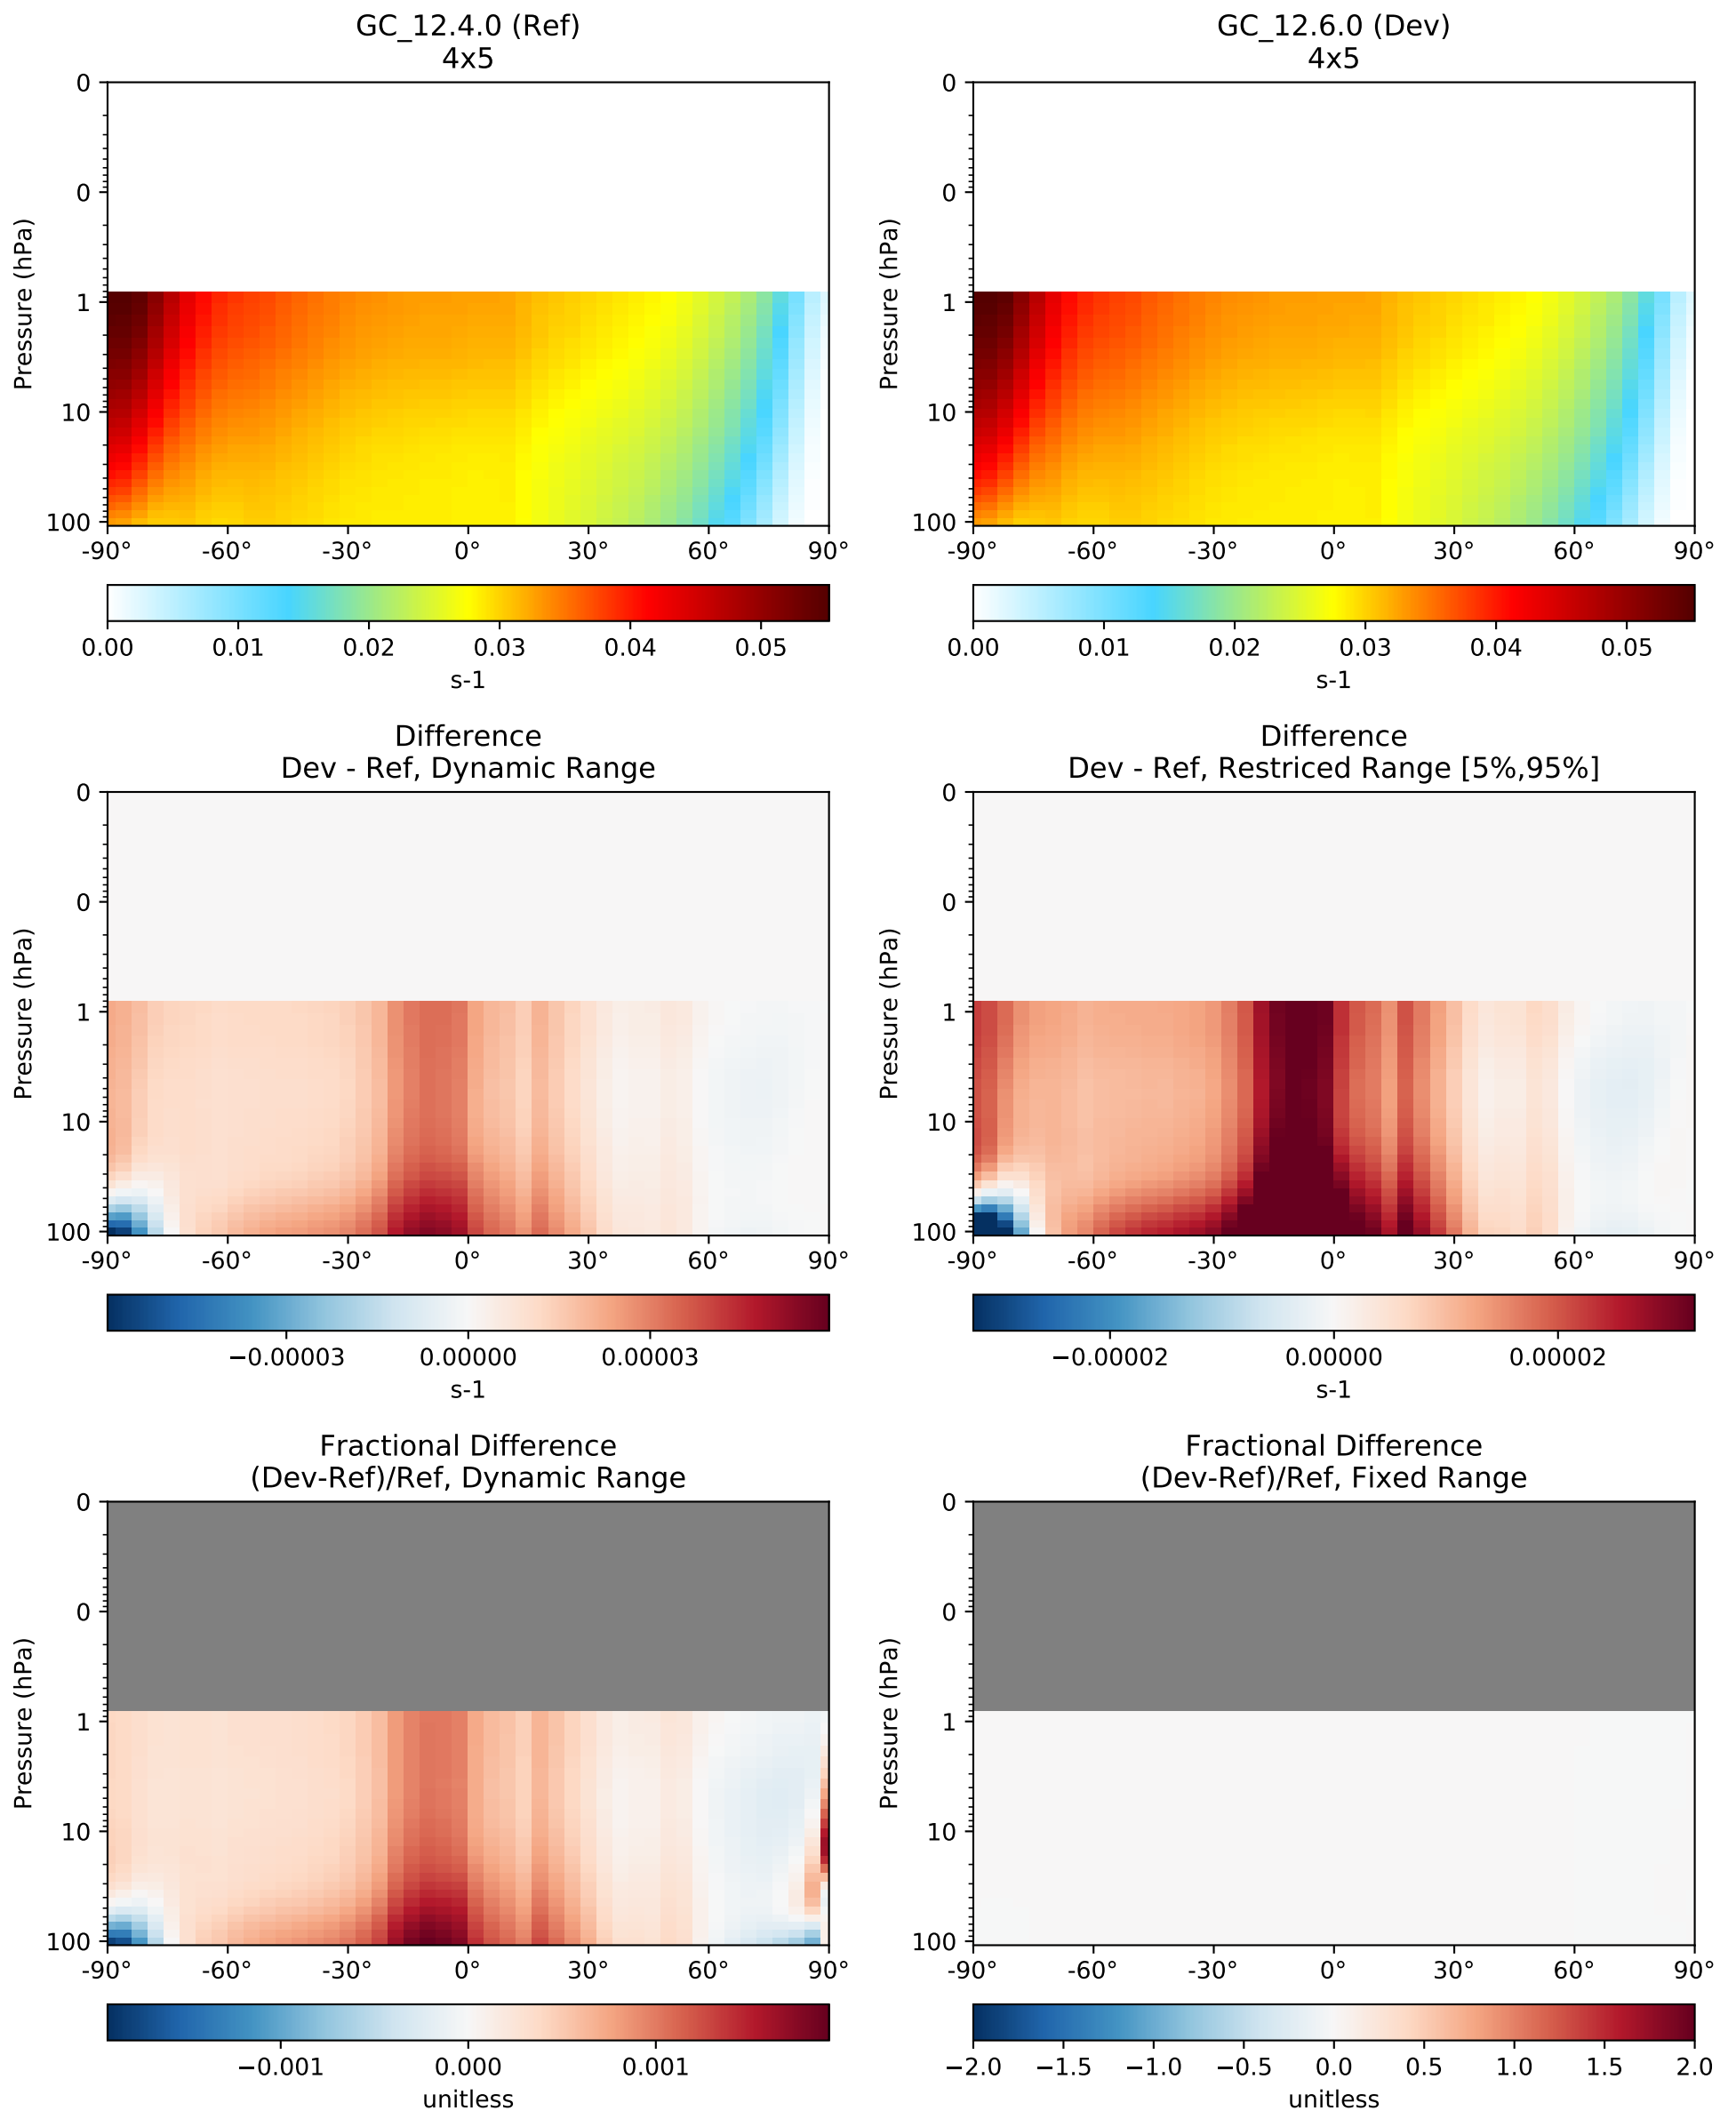 GC_12.4.0 (Ref)
4x5
Pressure (hPa)
0
0
1
10
100
-90° -60° -30° 0° 30° 60° 90°
0.00 0.01 0.02 0.03 0.04 0.05
s-1
GC_12.6.0 (Dev)
4x5
Pressure (hPa)
0
0
1
10
100
-90° -60° -30° 0° 30° 60° 90°
0.00 0.01 0.02 0.03 0.04 0.05
s-1
Difference
Dev - Ref, Dynamic Range
Pressure (hPa)
0
0
1
10
100
-90° -60° -30° 0° 30° 60° 90°
−0.00003 0.00000 0.00003
s-1
Difference
Dev - Ref, Restriced Range [5%,95%]
Pressure (hPa)
0
0
1
10
100
-90° -60° -30° 0° 30° 60° 90°
−0.00002 0.00000 0.00002
s-1
Fractional Difference
(Dev-Ref)/Ref, Dynamic Range
Pressure (hPa)
0
0
1
10
100
-90° -60° -30° 0° 30° 60° 90°
−0.001 0.000 0.001
unitless
Fractional Difference
(Dev-Ref)/Ref, Fixed Range
Pressure (hPa)
0
0
1
10
100
-90° -60° -30° 0° 30° 60° 90°
−2.0 −1.5 −1.0 −0.5 0.0 0.5 1.0 1.5 2.0
unitless